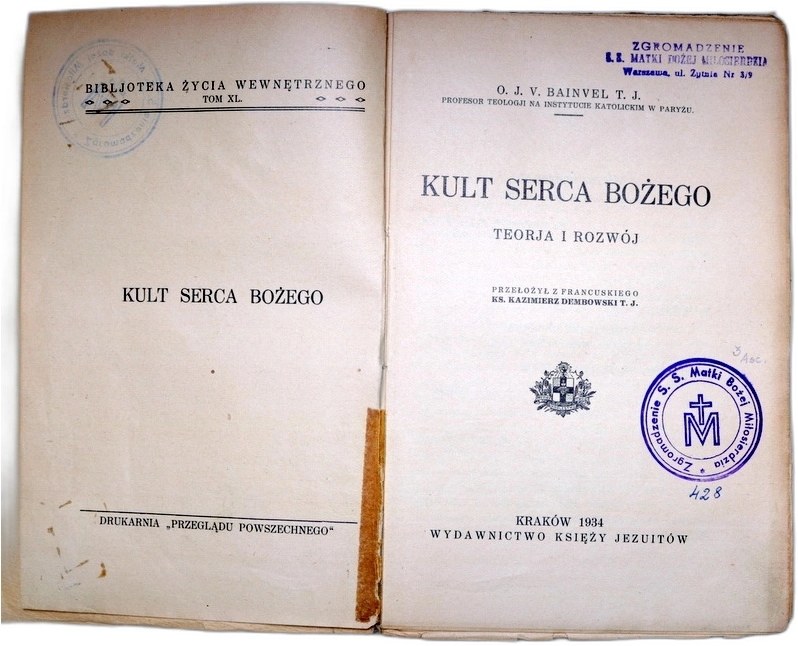 BIBLJOTEKA ŻYCIA WEWNĘTRZNEGO
TOM XL.
KULT SERCA BOŻEGO
DRUKARNIA „PRZEGLĄDU POWSZECHNEGO"
ZGROMADZENIE
S. S. MATKI BOŻEJ MIŁOSIERDZIA
Warszawa, ul. Żytnia Nr 3/9
O. J. V. BAINVEL T. J.
PROFESOR TEOLOGJI NA INSTYTUCIE KATOLICKIM W PARYŻU.
KULT SERCA BOŻEGO
TEORJA I ROZWÓJ
PRZEŁOŻYŁ Z FRANCUSKIEGO
KS. KAZIMIERZ DEMBOWSKI T. J.
3 Asc.
Zgromadzenie S. S. Matki Bożej Miłosierdzia *
M
428
KRAKÓW 1934
WYDAWNICTWO KSIĘŻY JEZUITÓW